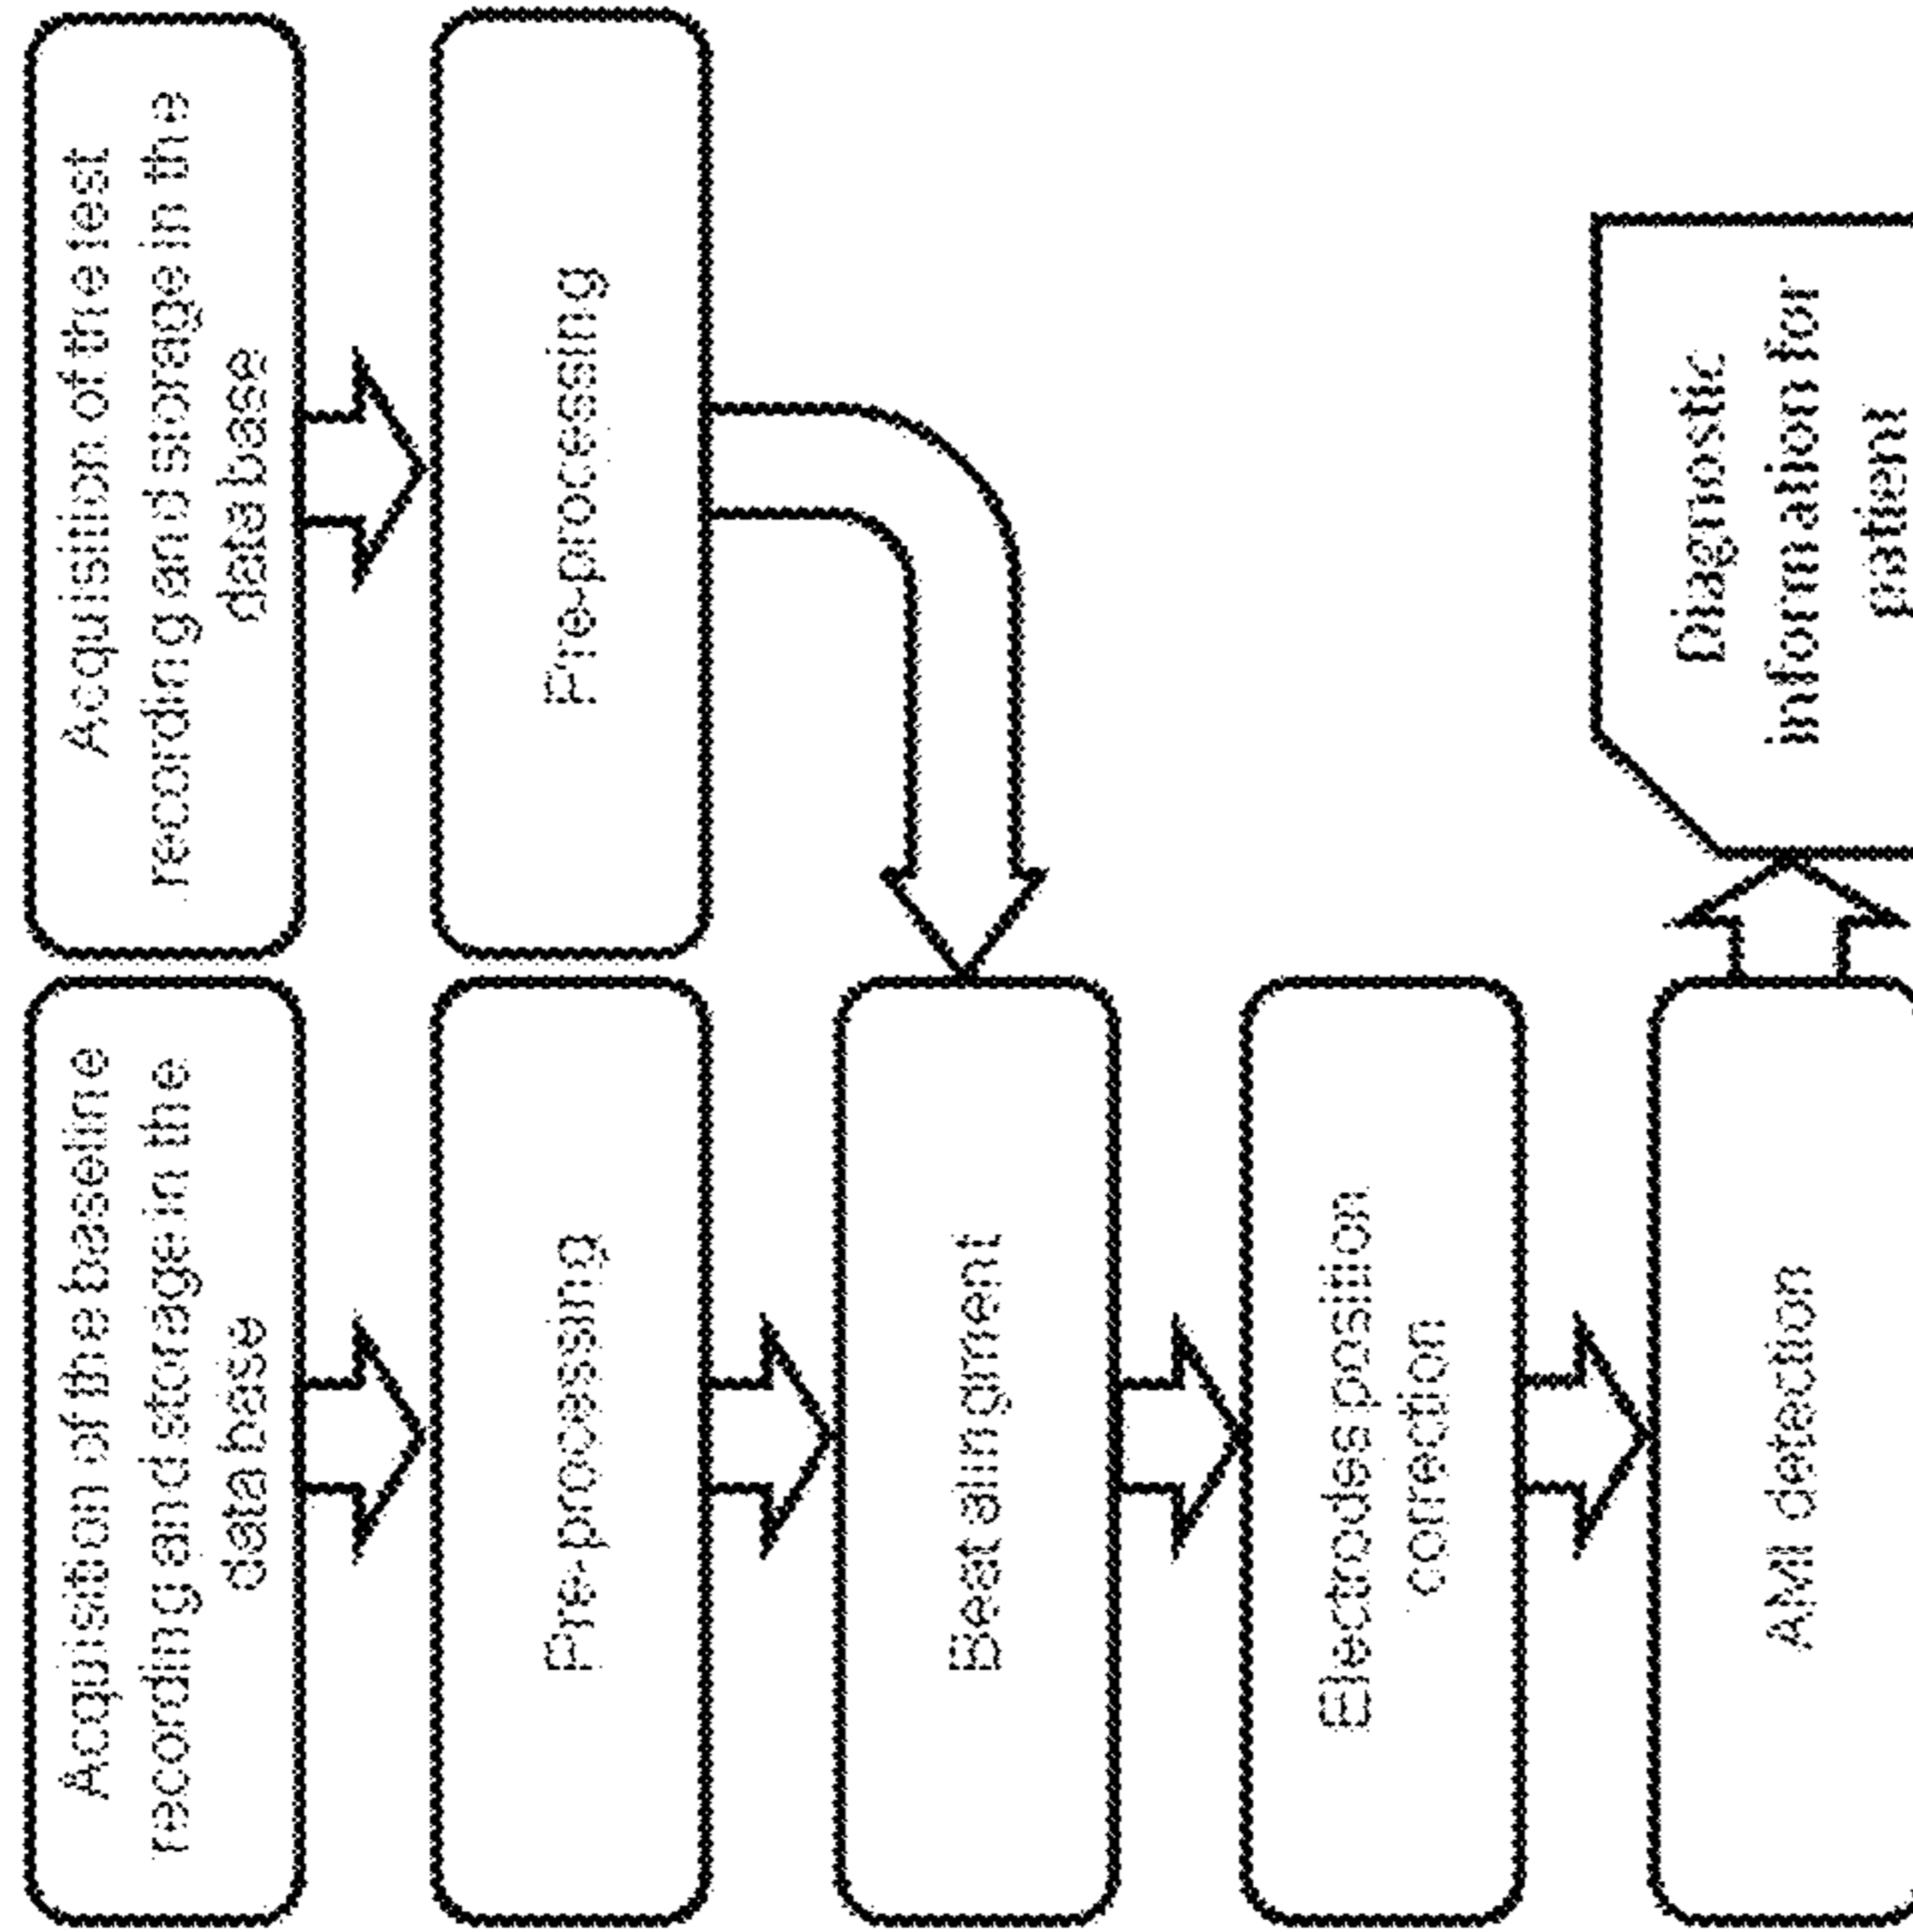 Acquisition of the baseline
recording and storage in the
data base
Acquisition of the test
recording and storage in the
data base
Pre-processing
Pre-processing
Beat alingment
Electrodes position
correction
AMI detection
Diagnostic
information for
patient